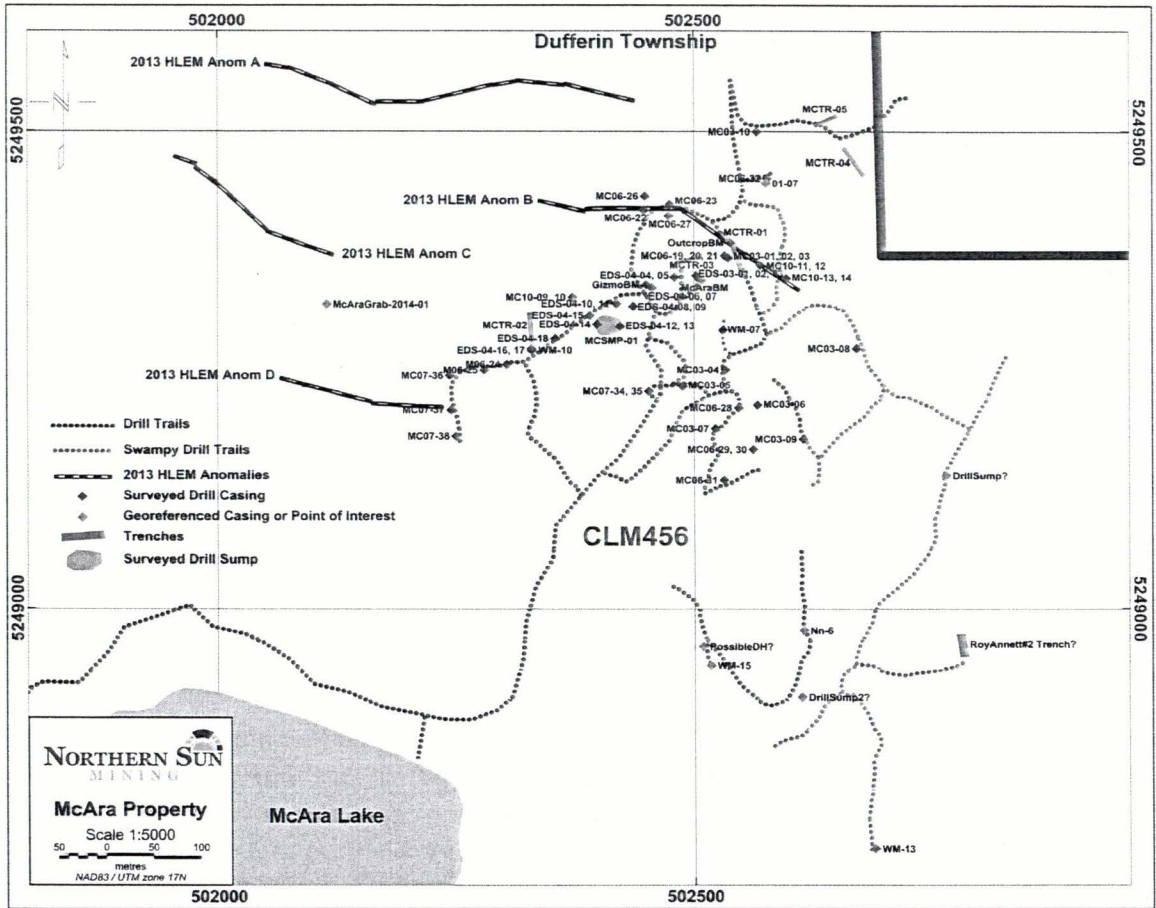 502000
502500
Dufferin Township
2013 HLEM Anom A
MCTR-05
5249500
5249500
MC03-10
MCTR-04
01-07
MC06-26
MC06-23
2013 HLEM Anom B
MC06-22
MC06-27
MCTR-01
OutcropBM
2013 HLEM Anom C
MC06-19, 20, 21
MC03-01, 02, 03
MCTR-03
MC10-11, 12
EDS-04-04, 05
EDS-03-01, 02,
MC10-13, 14
GizmoBM
McAraBM
MC10-09, 10
EDS-04-06, 07
McAraGrab-2014-01
EDS-04-10, 11
EDS-04-08, 09
EDS-04-15
MCTR-02
EDS-04-14
EDS-04-12, 13
WM-07
EDS-04-18
MCSMP-01
EDS-04-16, 17
WM-10
MC03-08
M06-24
M06-25
MC03-04
2013 HLEM Anom D
MC07-36
MC03-05
MC07-34, 35
MC07-37
MC06-28
MC03-06
MC03-07
MC07-38
MC03-09
MC06-29, 30
MC06-31
DrillSump?
Drill Trails
Swampy Drill Trails
2013 HLEM Anomalies
Surveyed Drill Casing
Georeferenced Casing or Point of Interest
Trenches
Surveyed Drill Sump
CLM456
5249000
5249000
Nn-6
PossibleDH?
RoyAnnett#2 Trench?
WM-15
DrillSump2?
NORTHERN SUN
MINING
McAra Property
Scale 1:5000
50 0 50 100
metres
NAD83 / UTM zone 17N
McAra Lake
WM-13
502000
502500